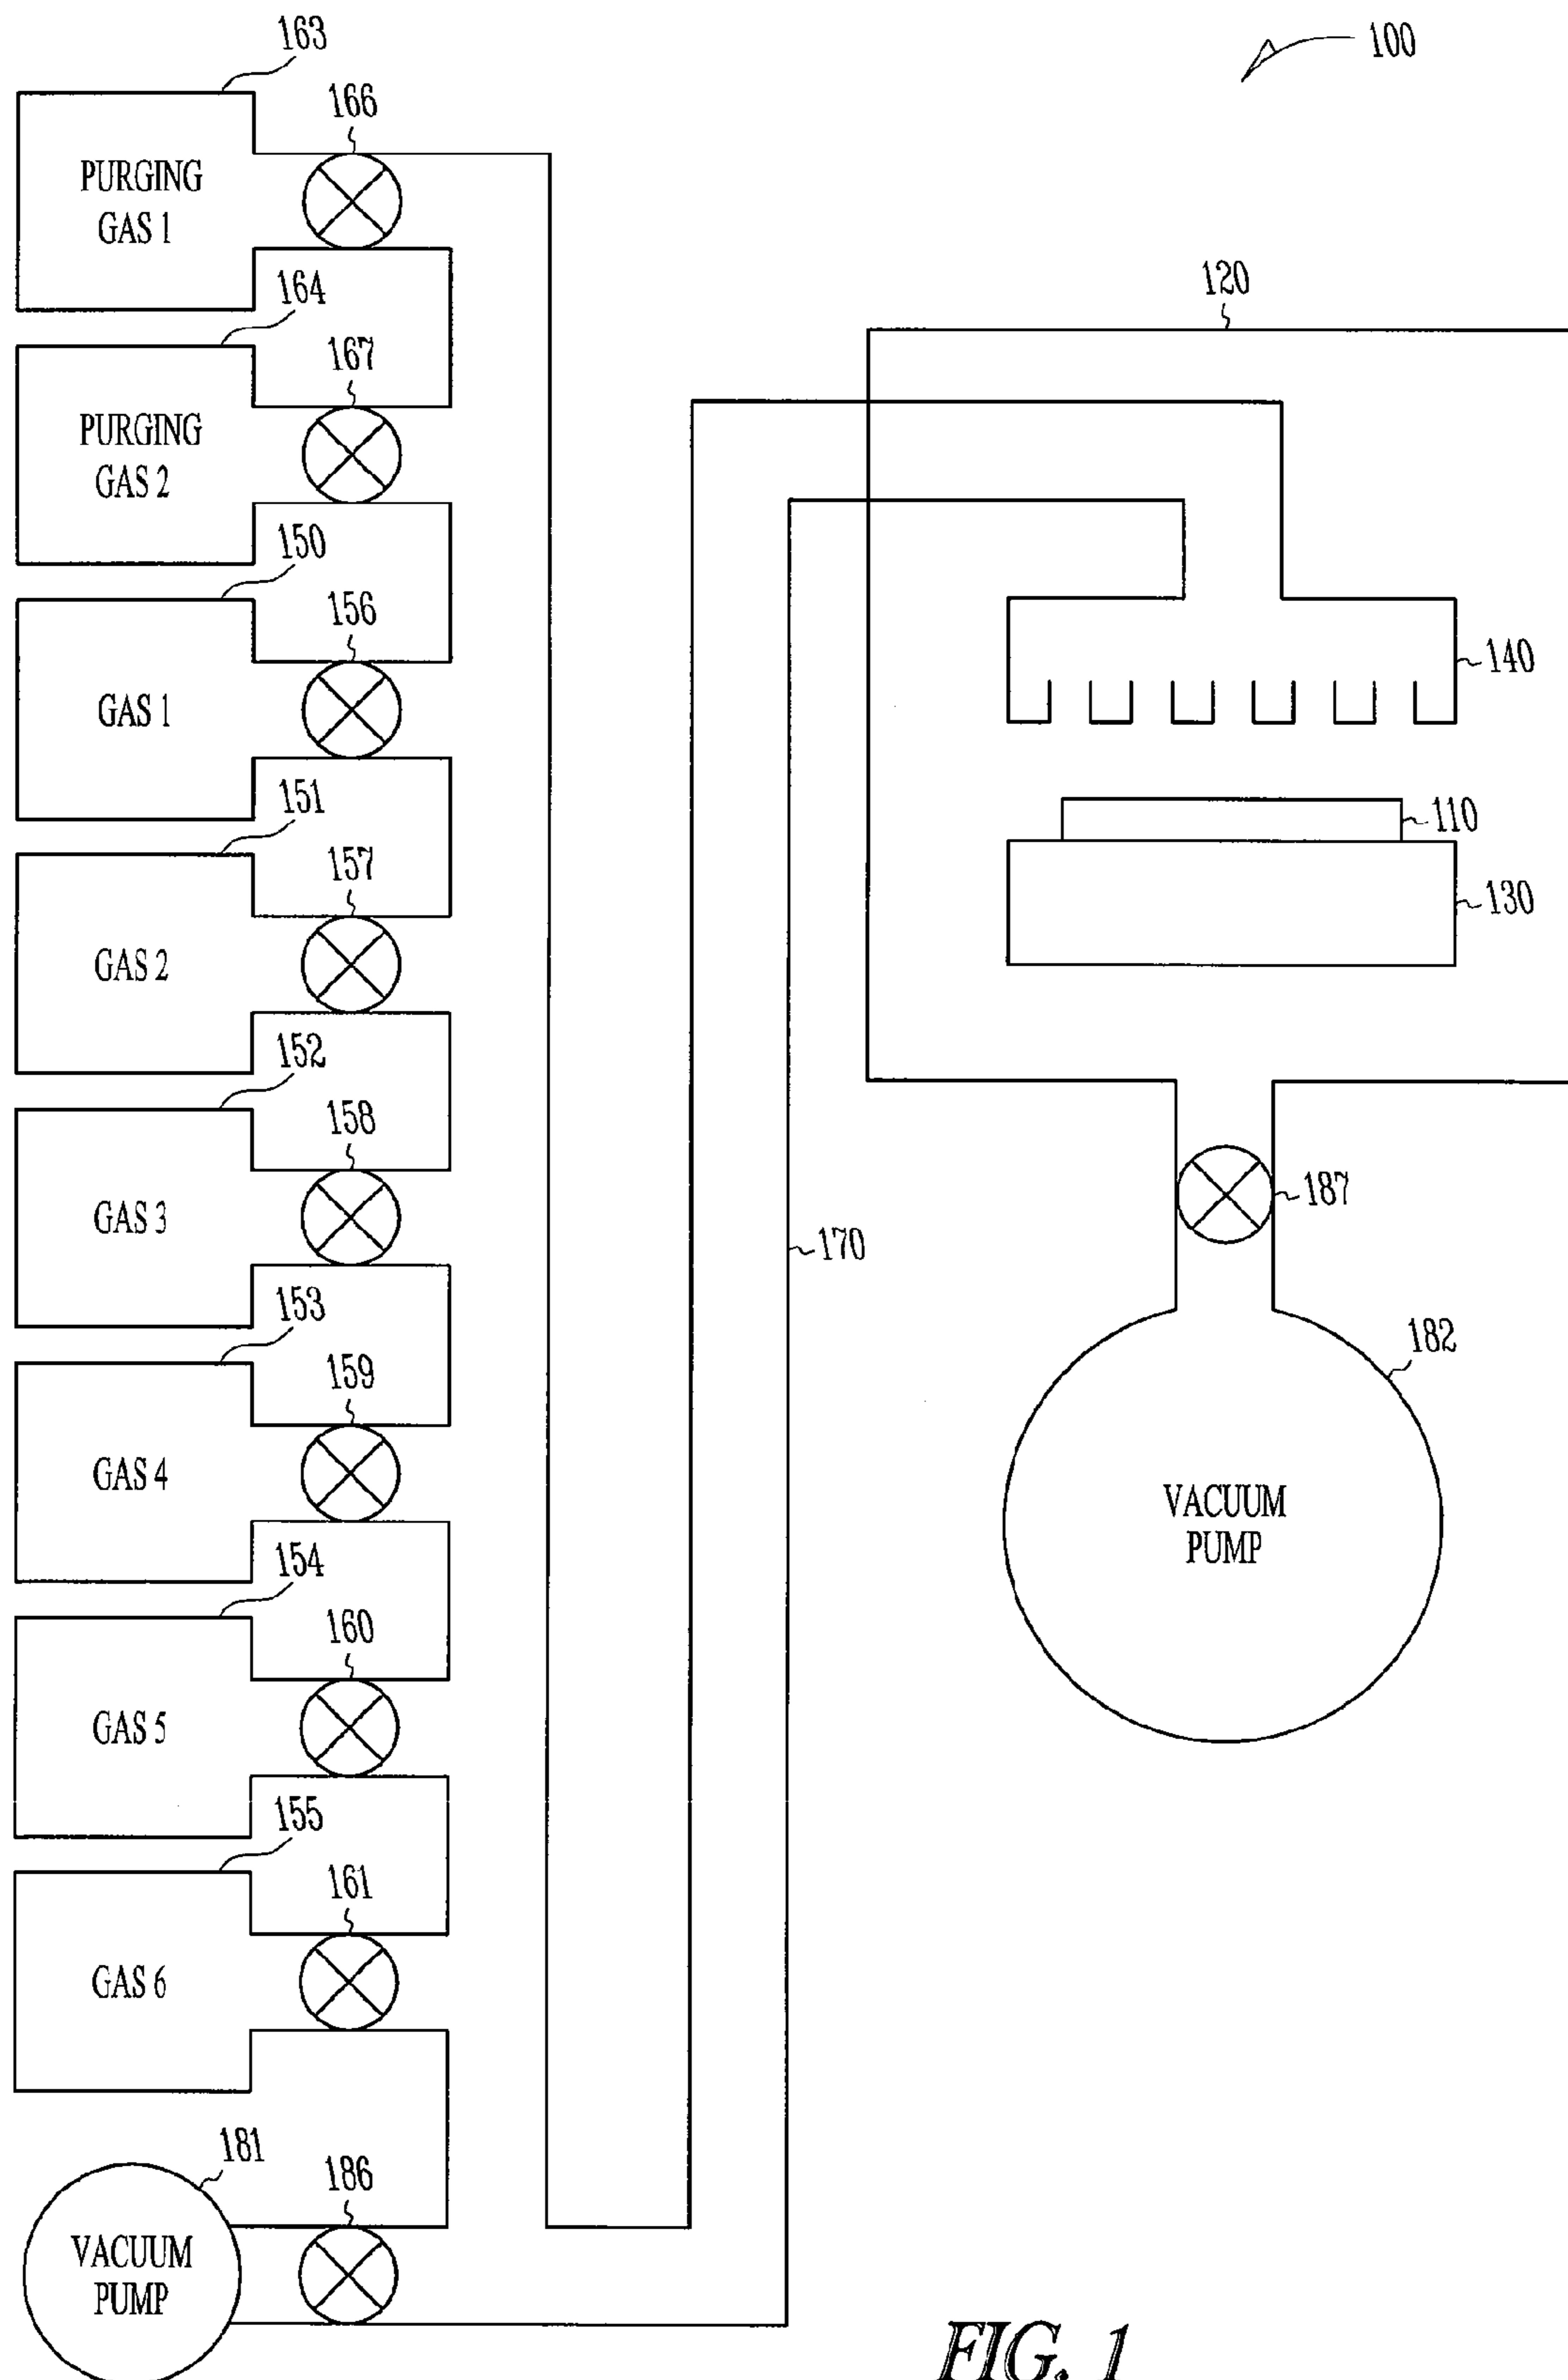 163
100
166
PURGING
GAS 1
164
120
167
PURGING
GAS 2
150
156
140
GAS 1
151
110
157
130
GAS 2
152
158
187
GAS 3
170
153
182
159
GAS 4
VACUUM
PUMP
154
160
GAS 5
155
161
GAS 6
181
186
VACUUM
PUMP
FIG. 1